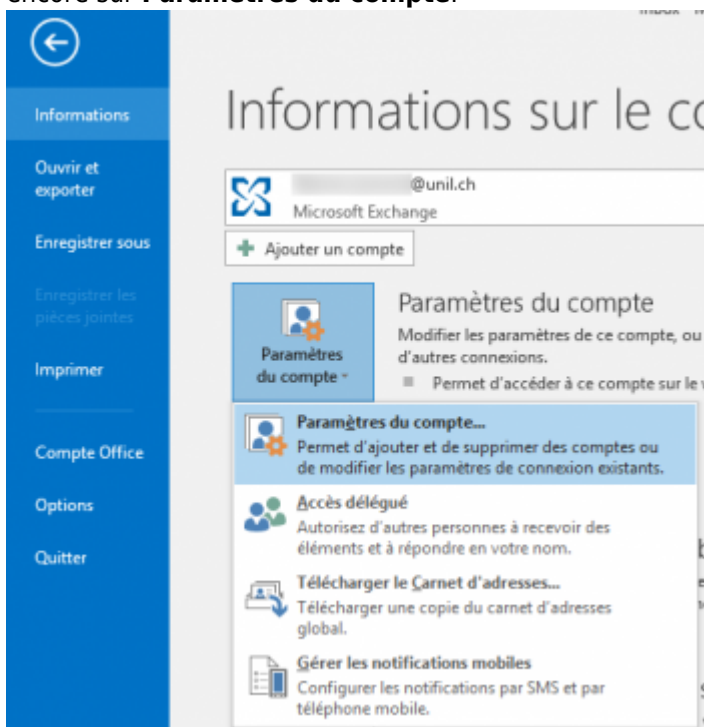 encore sur Paramètres du compte.
Informations
Ouvrir et
exporter
Enregistrer sous
Enregistrer les
pièces jointes
Imprimer
Compte Office
Options
Quitter
Informations sur le co
@unil.ch
Microsoft Exchange
Ajouter un compte
Paramètres
du compte
Paramètres du compte
Modifier les paramètres de ce compte, ou
d'autres connexions.
Permet d'accéder à ce compte sur le
Paramètres du compte...
Permet d'ajouter et de supprimer des comptes ou
de modifier les paramètres de connexion existants.
Accès délégué
Autorisez d'autres personnes à recevoir des
éléments et à répondre en votre nom.
Télécharger le Carnet d'adresses...
Télécharger une copie du carnet d'adresses
global.
Gérer les notifications mobiles
Configurer les notifications par SMS et par
téléphone mobile.